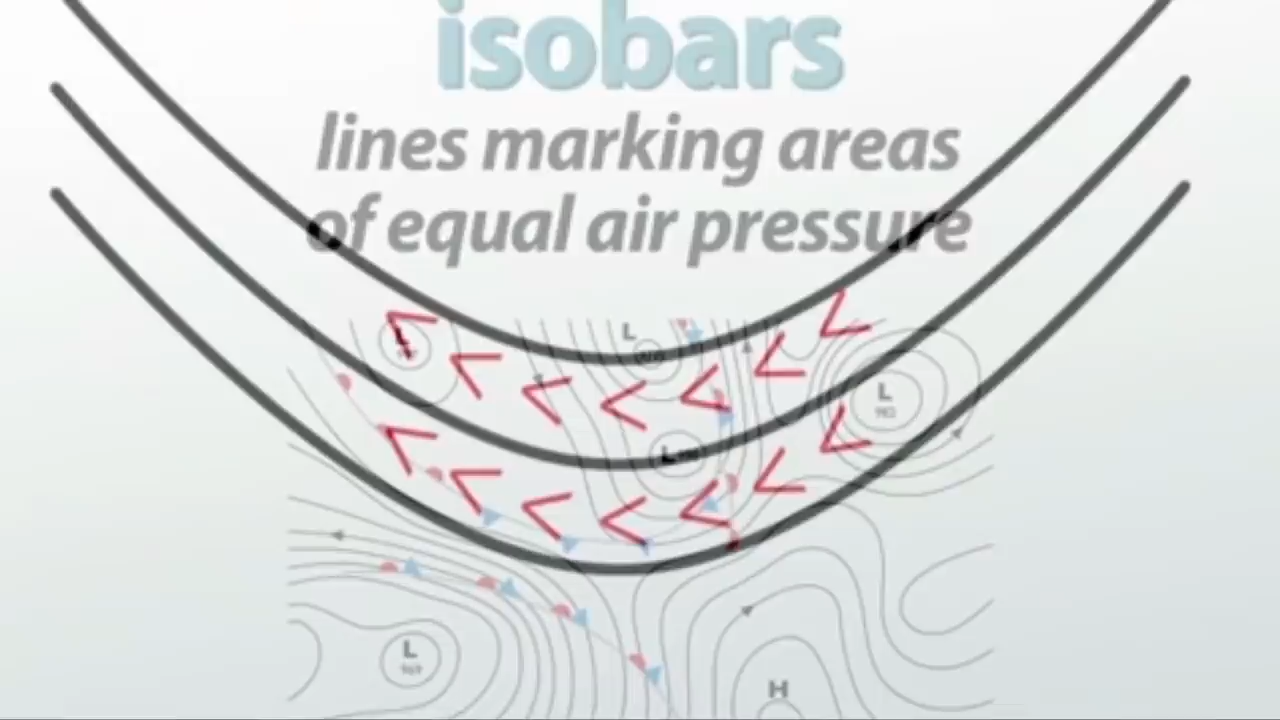 isobars
lines marking areas
of equal air pressure
L
L
L
L
L
H